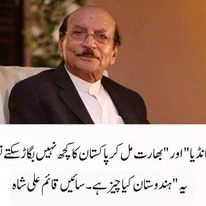 انڈیا" اور "بھارت مل کر پاکستان کا کچھ نہیں بگاڑ سکتے ت
یہ "ہندوستان کیا چیز ہے۔ سائیں قائم علی شاہ